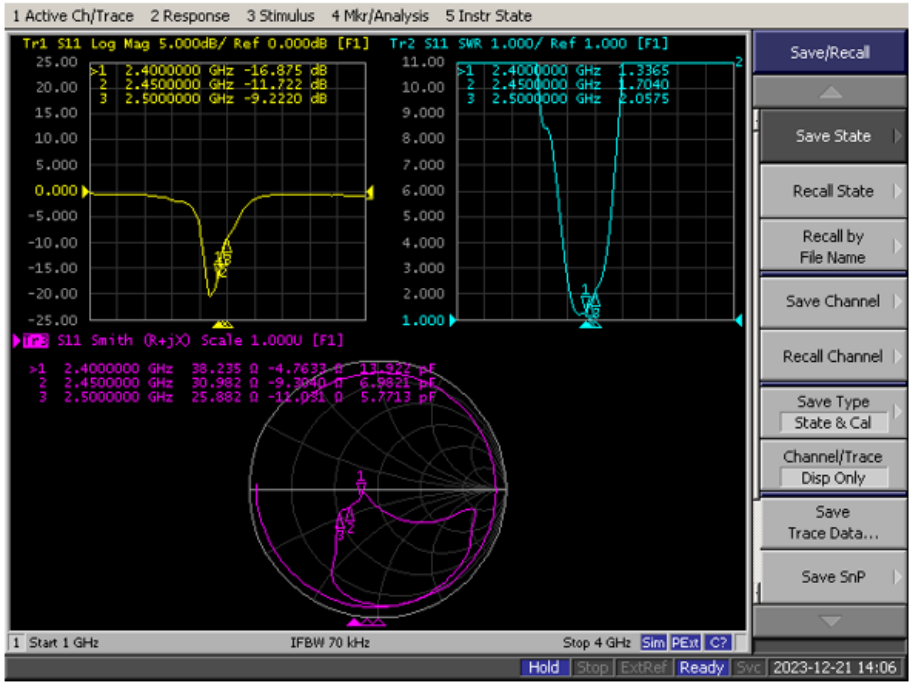 1 Active Ch/Trace 2 Response 3 Stimulus 4 Mkr/Analysis 5 Instr State
Tr1 S11 Log Mag 5.000dB/ Ref 0.000dB [F1]
25.00
20.00
15.00
10.00
5.000
0.000
-5.000
-10.00
-15.00
-20.00
-25.00
>1 2.4000000 GHz -16.875 dB
2 2.4500000 GHz -11.722 dB
3 2.5000000 GHz -9.2220 dB
1
2
3
Tr2 S11 SWR 1.000/ Ref 1.000 [F1]
11.00
10.00
9.000
8.000
7.000
6.000
5.000
4.000
3.000
2.000
1.000
>1 2.4000000 GHz 1.3365
2 2.4500000 GHz 1.7040
3 2.5000000 GHz 2.0575
2
1
Tr3 S11 Smith (R+jX) Scale 1.000U [F1]
>1 2.4000000 GHz 38.235 Ω -4.7633 Ω 13.922 pF
2 2.4500000 GHz 30.982 Ω -9.3040 Ω 6.9821 pF
3 2.5000000 GHz 25.882 Ω -11.031 Ω 5.7713 pF
1
2
3
1 Start 1 GHz IFBW 70 kHz Stop 4 GHz Sim PExt C?
Hold Stop ExtRef Ready Svc 2023-12-21 14:06
Save/Recall
Save State
Recall State
Recall by
File Name
Save Channel
Recall Channel
Save Type
State & Cal
Channel/Trace
Disp Only
Save
Trace Data...
Save SnP